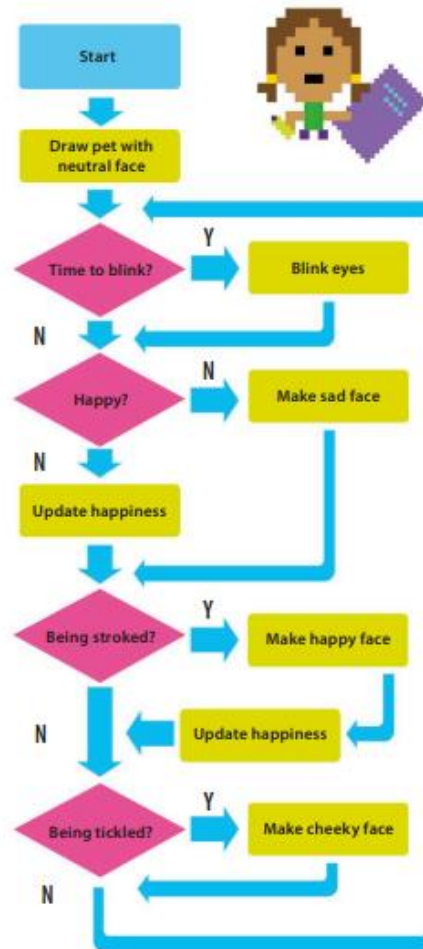 Start
Draw pet with
neutral face
Time to blink?
Y
Blink eyes
N
Happy?
N
Make sad face
N
Update happiness
Being stroked?
Y
Make happy face
N
Update happiness
Being tickled?
Y
Make cheeky face
N